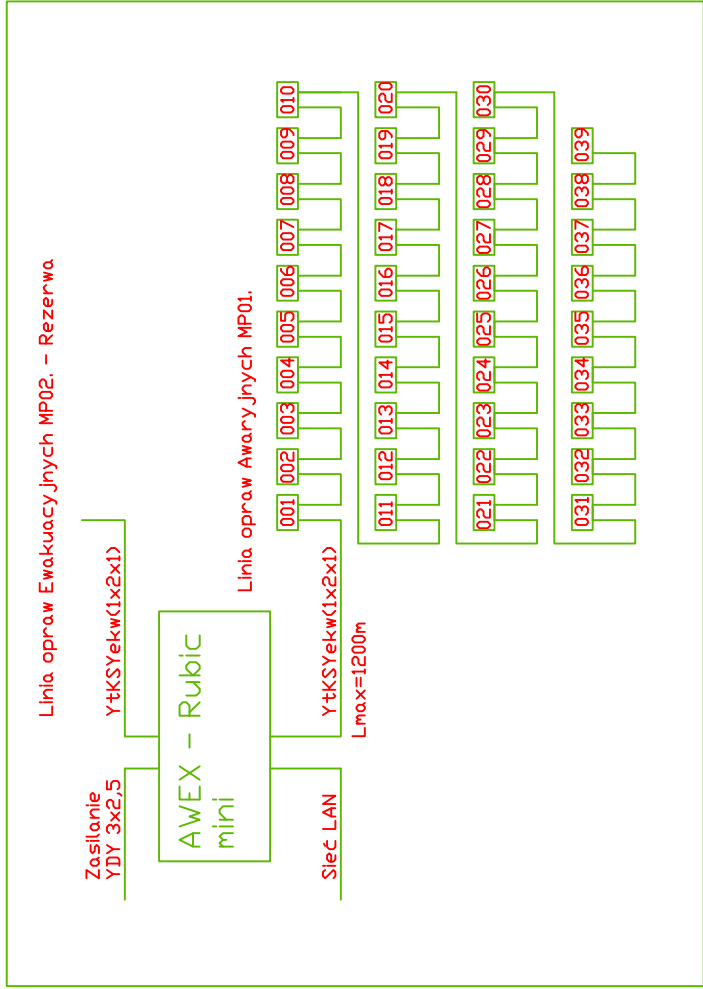 Linia opraw Ewakuacyjnych MP02. - Rezerwa
Zasilanie
YDY 3x2,5
YtKSYekw(1x2x1)
AWEX - Rubic
mini
Linia opraw Awaryjnych MP01.
Sieć LAN
YtKSYekw(1x2x1)
Lmax=1200m
001 002 003 004 005 006 007 008 009 010
011 012 013 014 015 016 017 018 019 020
021 022 023 024 025 026 027 028 029 030
031 032 033 034 035 036 037 038 039